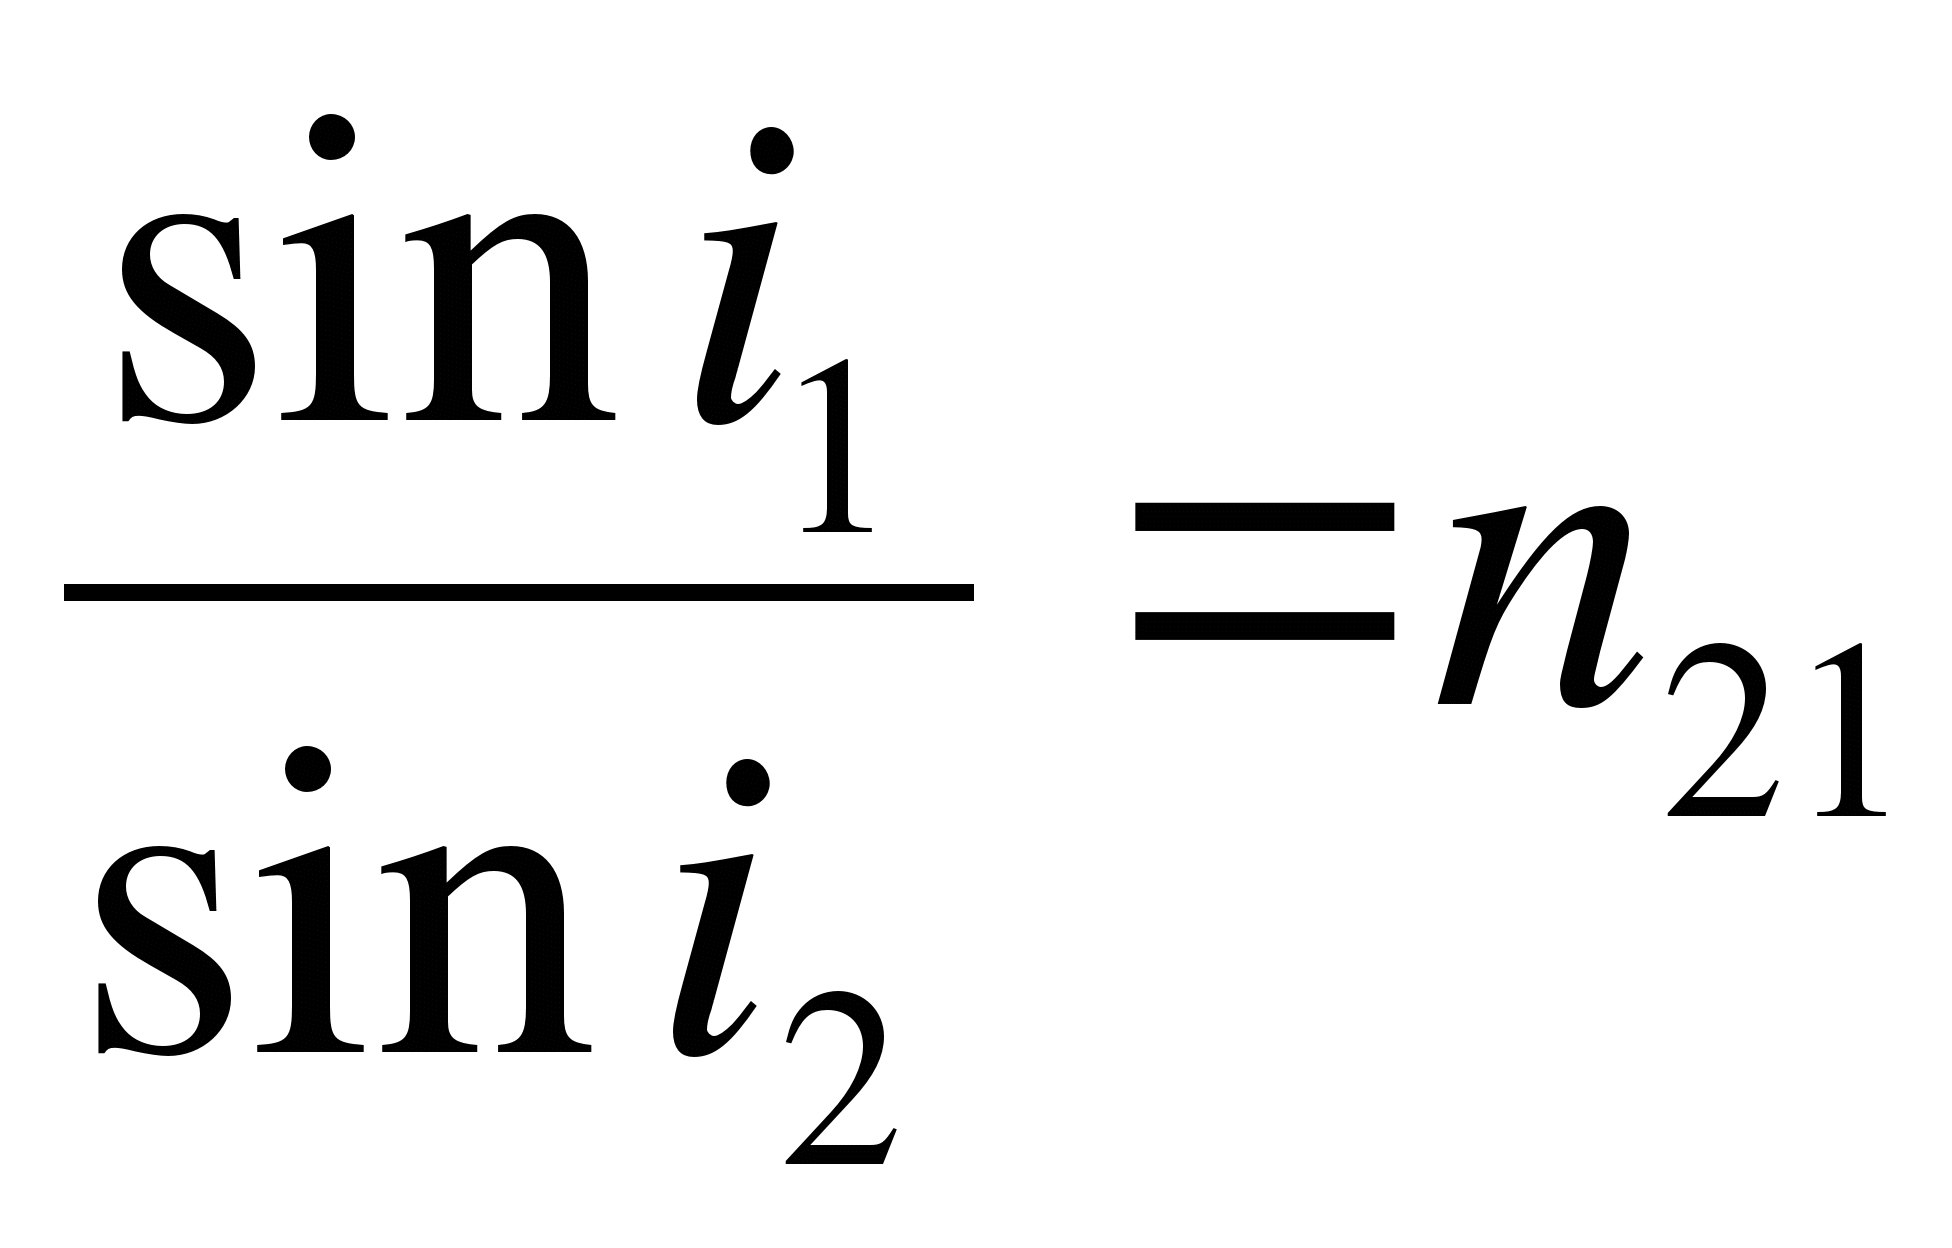 sin i₁
= n₂₁
sin i₂